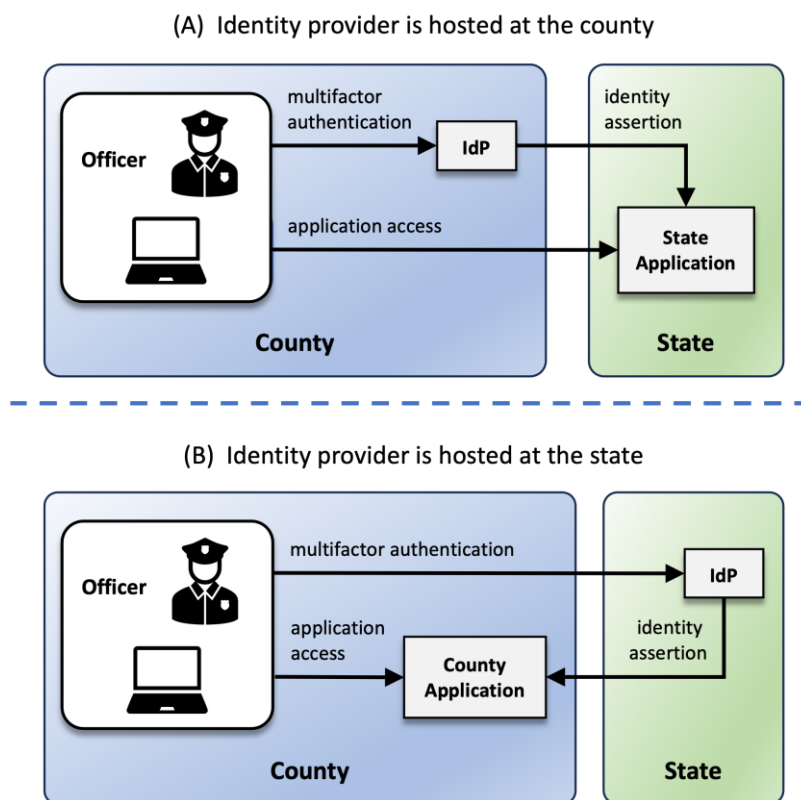 (A) Identity provider is hosted at the county
multifactor
authentication
identity
assertion
Officer
IdP
application access
State
Application
County
State
(B) Identity provider is hosted at the state
multifactor authentication
Officer
IdP
application
access
identity
assertion
County
Application
County
State